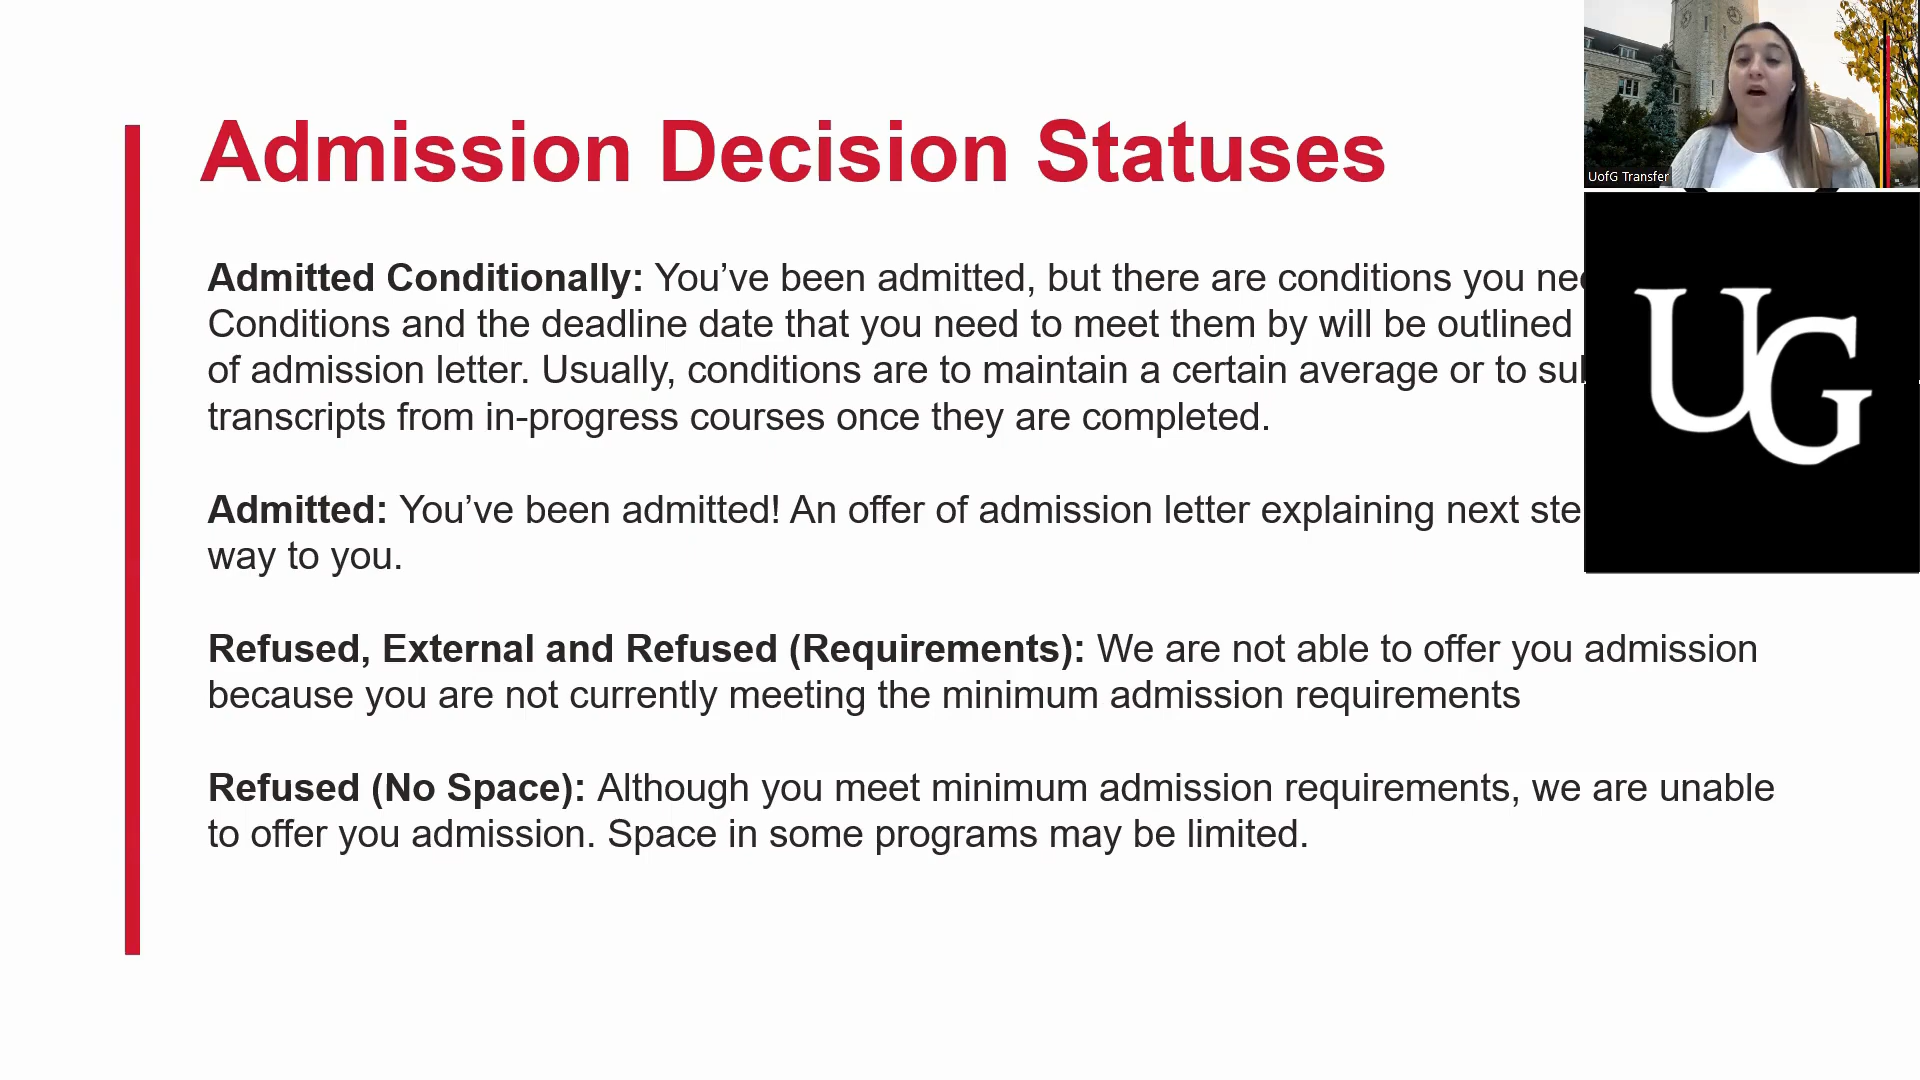 Admission Decision Statuses
Admitted Conditionally: You’ve been admitted, but there are conditions you
Conditions and the deadline date that you need to meet them by will be outlined
of admission letter. Usually, conditions are to maintain a certain average or to
transcripts from in-progress courses once they are completed.
Admitted: You’ve been admitted! An offer of admission letter explaining next
way to you.
Refused, External and Refused (Requirements): We are not able to offer you admission
because you are not currently meeting the minimum admission requirements
Refused (No Space): Although you meet minimum admission requirements, we are unable
to offer you admission. Space in some programs may be limited.
UofG Transfer
UG